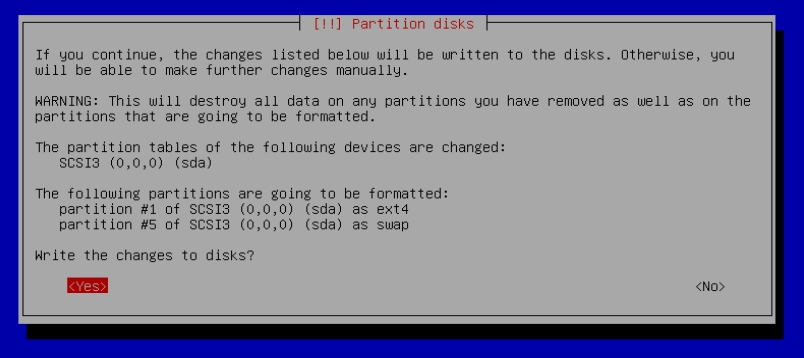 [!!] Partition disks
If you continue, the changes listed below will be written to the disks. Otherwise, you
will be able to make further changes manually.
WARNING: This will destroy all data on any partitions you have removed as well as on the
partitions that are going to be formatted.
The partition tables of the following devices are changed:
SCSI3 (0,0,0) (sda)
The following partitions are going to be formatted:
partition #1 of SCSI3 (0,0,0) (sda) as ext4
partition #5 of SCSI3 (0,0,0) (sda) as swap
Write the changes to disks?
<Yes> <No>